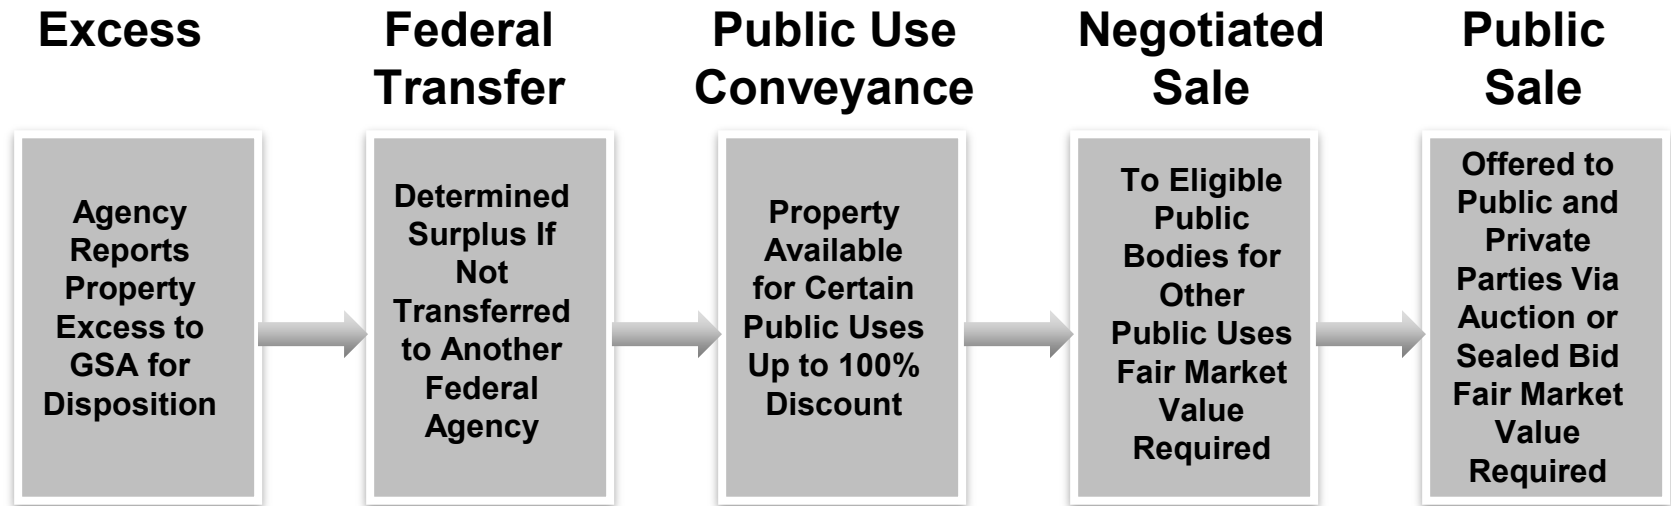 Excess
Agency
Reports
Property
Excess to
GSA for
Disposition
Federal
Transfer
Determined
Surplus If
Not
Transferred
to Another
Federal
Agency
Public Use
Conveyance
Property
Available
for Certain
Public Uses
Up to 100%
Discount
Negotiated
Sale
To Eligible
Public
Bodies for
Other
Public Uses
Fair Market
Value
Required
Public
Sale
Offered to
Public and
Private
Parties Via
Auction or
Sealed Bid
Fair Market
Value
Required